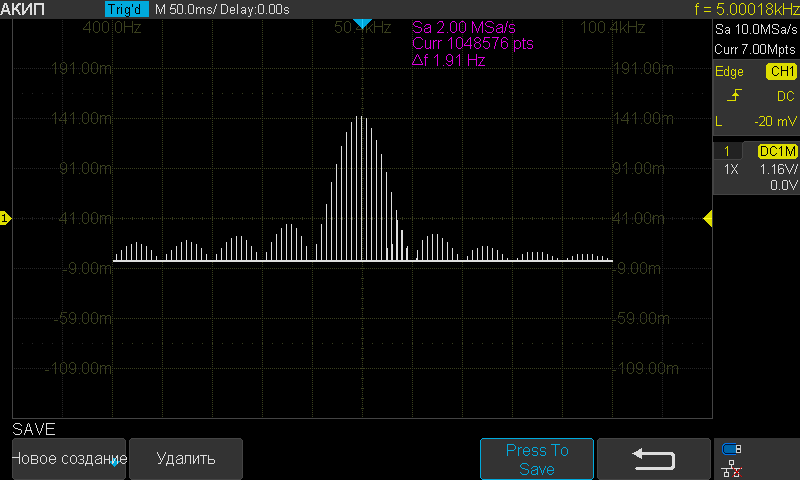 АКИП Trig'd M 50.0ms/ Delay:0.00s f = 5.00018kHz
400.0Hz 50.4kHz 100.4kHz
Sa 2.00 MSa/s
Curr 1048576 pts
Δf 1.91 Hz
Sa 10.0MSa/s
Curr 7.00Mpts
Edge CH1
DC
L -20 mV
1 DC1M
1X 1.16V/
0.0V
191.00m 191.00m
141.00m 141.00m
91.00m 91.00m
1 41.00m 41.00m
-9.00m -9.00m
-59.00m -59.00m
-109.00m -109.00m
SAVE
Новое создание Удалить Press To
Save